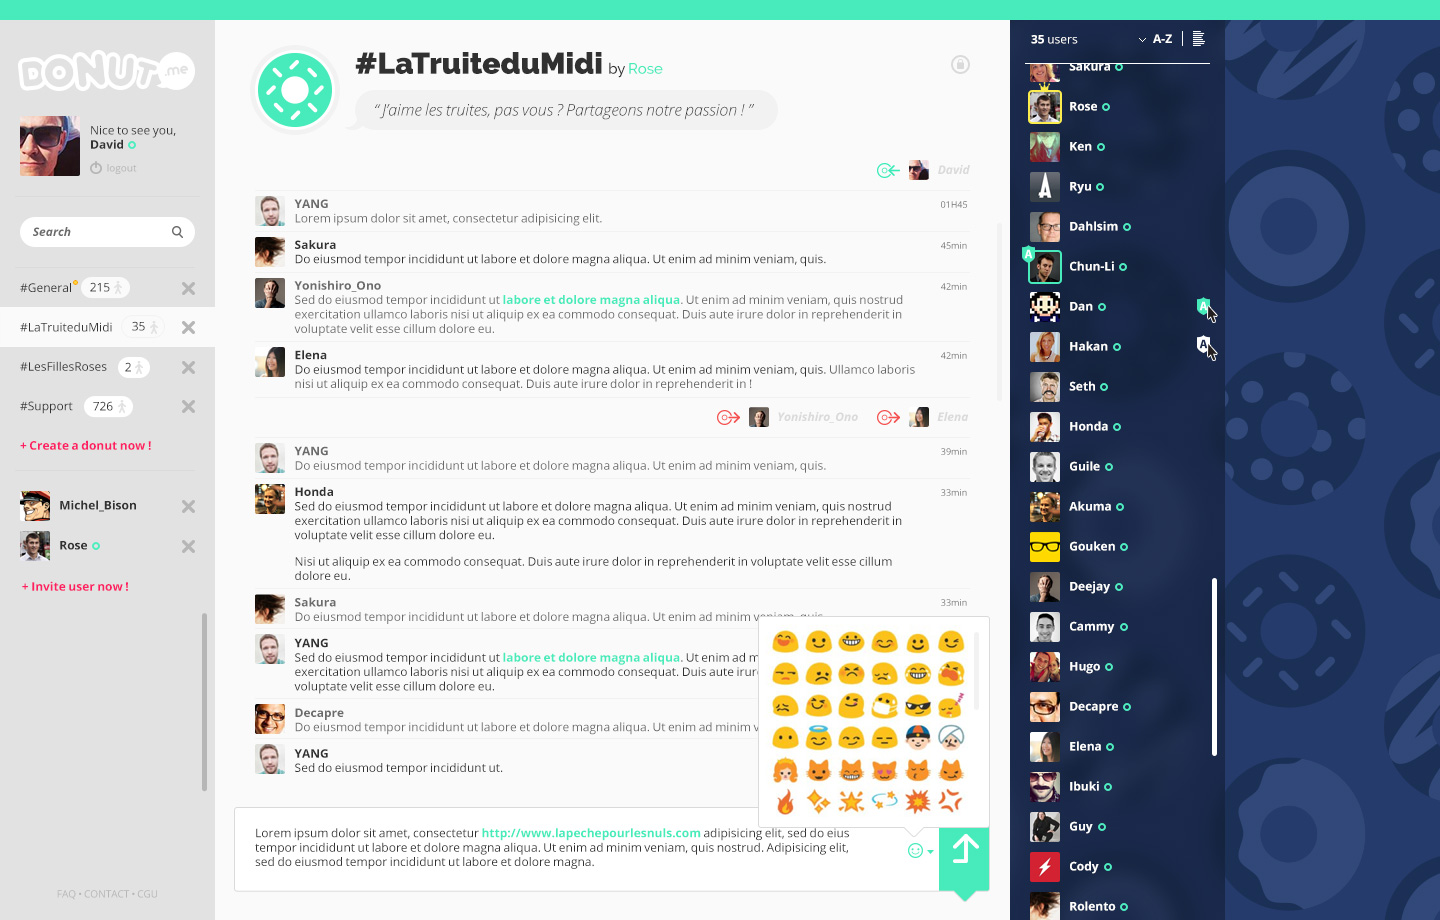 DONUT.me
Nice to see you,
David
logout
Search
#General 215
#LaTruiteduMidi 35
#LesFillesRoses 2
#Support 726
+ Create a donut now !
Michel_Bison
Rose
+ Invite user now !
FAQ • CONTACT • CGU
#LaTruiteduMidi by Rose
“ J’aime les truites, pas vous ? Partageons notre passion ! ”
David
YANG 01H45
Lorem ipsum dolor sit amet, consectetur adipisicing elit.
Sakura 45min
Do eiusmod tempor incididunt ut labore et dolore magna aliqua. Ut enim ad minim veniam, quis.
Yonishiro_Ono 42min
Sed do eiusmod tempor incididunt ut labore et dolore magna aliqua. Ut enim ad minim veniam, quis nostrud
exercitation ullamco laboris nisi ut aliquip ex ea commodo consequat. Duis aute irure dolor in reprehenderit in
voluptate velit esse cillum dolore eu.
Elena 42min
Do eiusmod tempor incididunt ut labore et dolore magna aliqua. Ut enim ad minim veniam, quis. Ullamco laboris
nisi ut aliquip ex ea commodo consequat. Duis aute irure dolor in reprehenderit in !
Yonishiro_Ono Elena
YANG 39min
Do eiusmod tempor incididunt ut labore et dolore magna aliqua. Ut enim ad minim veniam, quis.
Honda 33min
Sed do eiusmod tempor incididunt ut labore et dolore magna aliqua. Ut enim ad minim veniam, quis nostrud
exercitation ullamco laboris nisi ut aliquip ex ea commodo consequat. Duis aute irure dolor in reprehenderit in
voluptate velit esse cillum dolore eu.
Nisi ut aliquip ex ea commodo consequat. Duis aute irure dolor in reprehenderit in voluptate velit esse cillum
dolore eu.
Sakura 33min
Do eiusmod tempor incididunt ut labore et dolore magna aliqua. Ut enim ad minim veniam, quis.
YANG
Sed do eiusmod tempor incididunt ut labore et dolore magna aliqua. Ut enim ad m
exercitation ullamco laboris nisi ut aliquip ex ea commodo consequat. Duis aute irure
voluptate velit esse cillum dolore eu.
Decapre
Do eiusmod tempor incididunt ut labore et dolore magna aliqua. Ut enim ad minim v
YANG
Sed do eiusmod tempor incididunt ut.
Lorem ipsum dolor sit amet, consectetur http://www.lapechepourlesnuls.com adipisicing elit, sed do eius
tempor incididunt ut labore et dolore magna aliqua. Ut enim ad minim veniam, quis nostrud. Adipisicing elit,
sed do eiusmod tempor incididunt ut labore et dolore magna.
35 users A-Z
Sakura
Rose
Ken
Ryu
Dahlsim
A Chun-Li
Dan A
Hakan A
Seth
Honda
Guile
Akuma
Gouken
Deejay
Cammy
Hugo
Decapre
Elena
Ibuki
Guy
Cody
Rolento